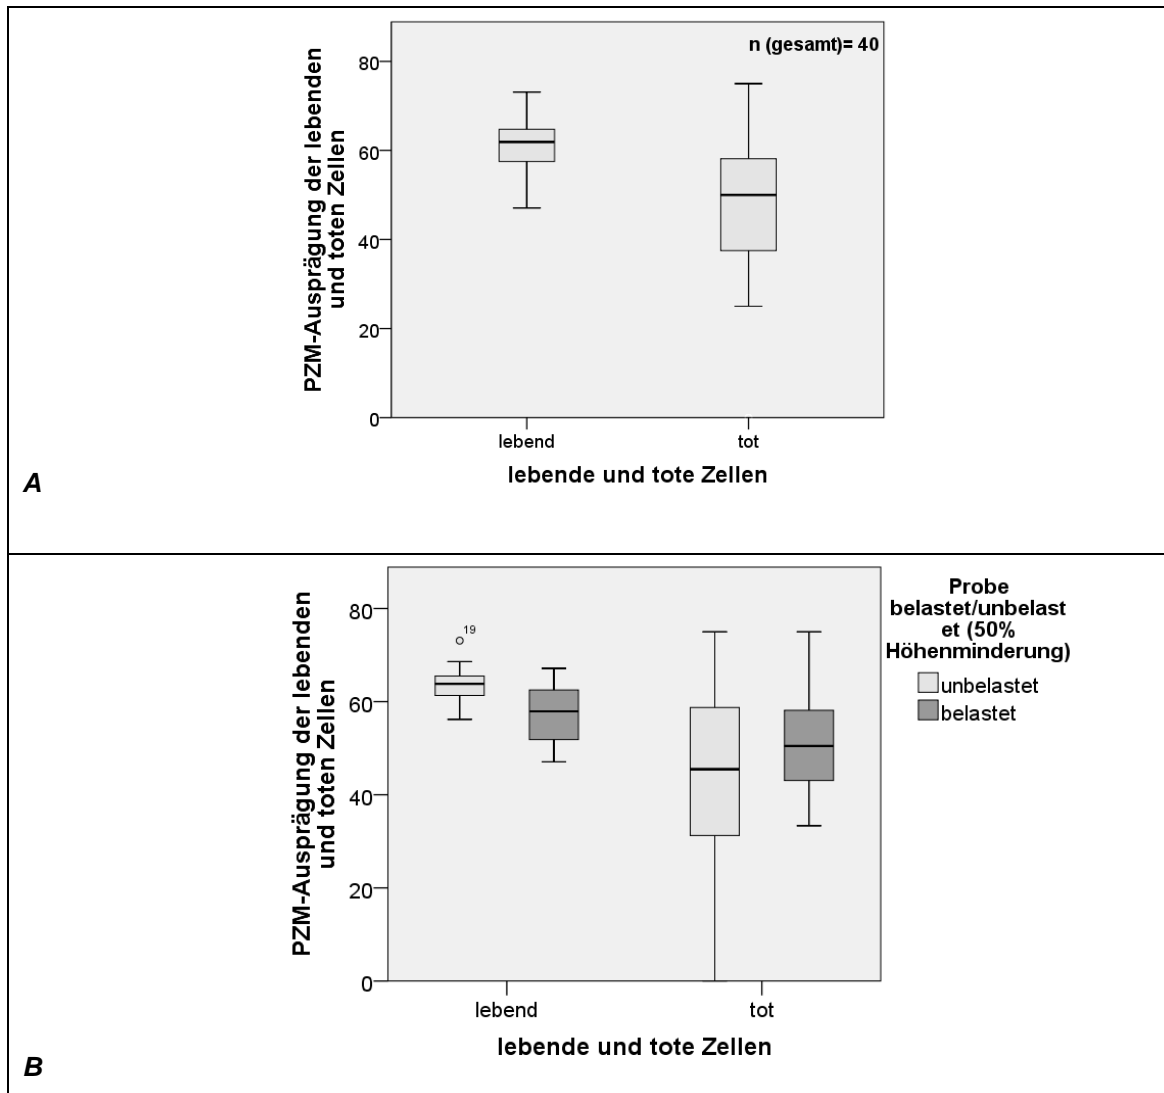 n (gesamt)= 40
PZM-Ausprägung der lebenden
und toten Zellen
80
60
40
20
0
lebend
tot
lebende und tote Zellen
A
PZM-Ausprägung der lebenden
und toten Zellen
80
60
40
20
0
19
lebend
tot
lebende und tote Zellen
Probe
belastet/unbelast
et (50%
Höhenminderung)
unbelastet
belastet
B